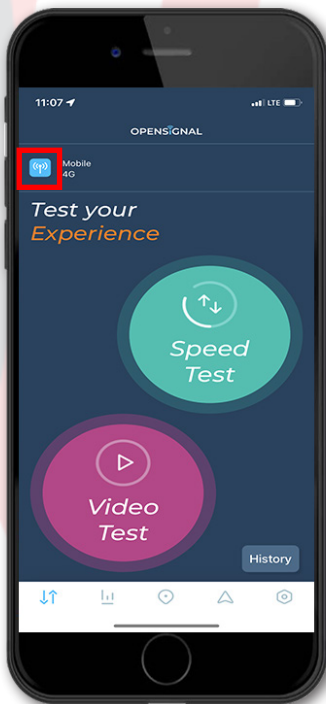 11:07
LTE
OPENSIGNAL
Mobile
4G
Test your
Experience
Speed
Test
Video
Test
History